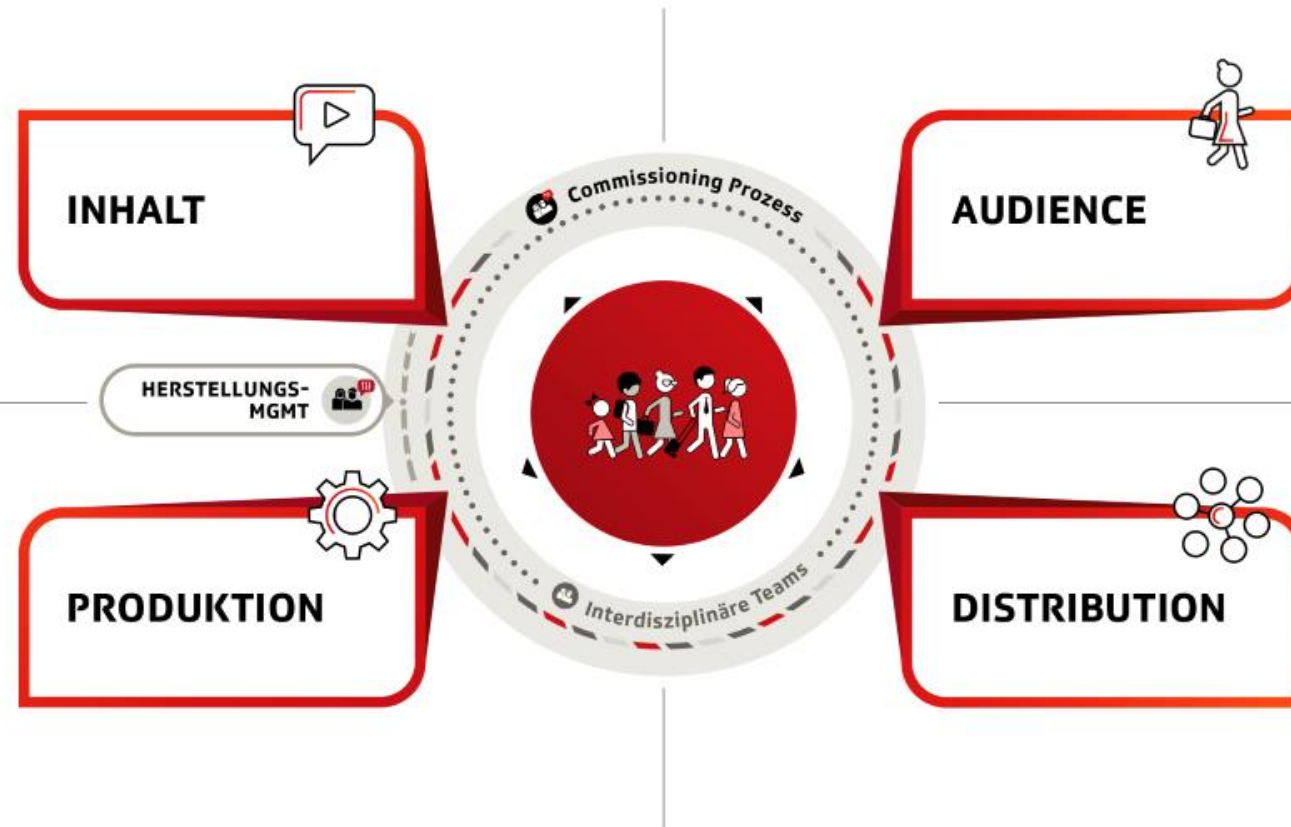 INHALT
Commissioning Prozess
AUDIENCE
HERSTELLUNGS-
MGMT
PRODUKTION
Interdisziplinäre Teams
DISTRIBUTION